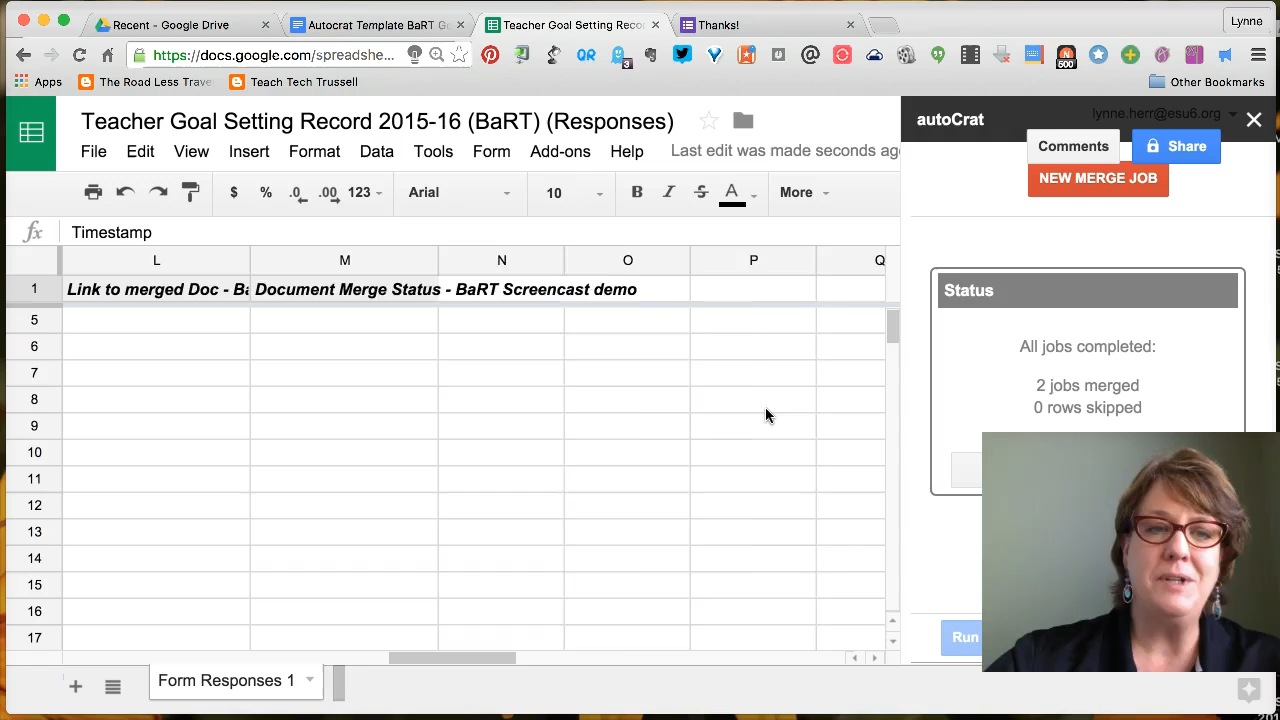 Recent - Google Drive
Autocrat Template BaRT Go
Teacher Goal Setting Reco
Thanks!
Lynne
https://docs.google.com/spreadshe...
QR
3
500
Apps
The Road Less Trave
Teach Tech Trussell
Other Bookmarks
Teacher Goal Setting Record 2015-16 (BaRT) (Responses)
File Edit View Insert Format Data Tools Form Add-ons Help
Last edit was made seconds ago
autoCrat
lynne.herr@esu6.org
Comments
Share
NEW MERGE JOB
$ % .0 .00 123
Arial
10
B I S A
More
fx
Timestamp
L M N O P Q
1
Link to merged Doc - Ba
Document Merge Status - BaRT Screencast demo
5
6
7
8
9
10
11
12
13
14
15
16
17
Status
All jobs completed:
2 jobs merged
0 rows skipped
Run
Form Responses 1